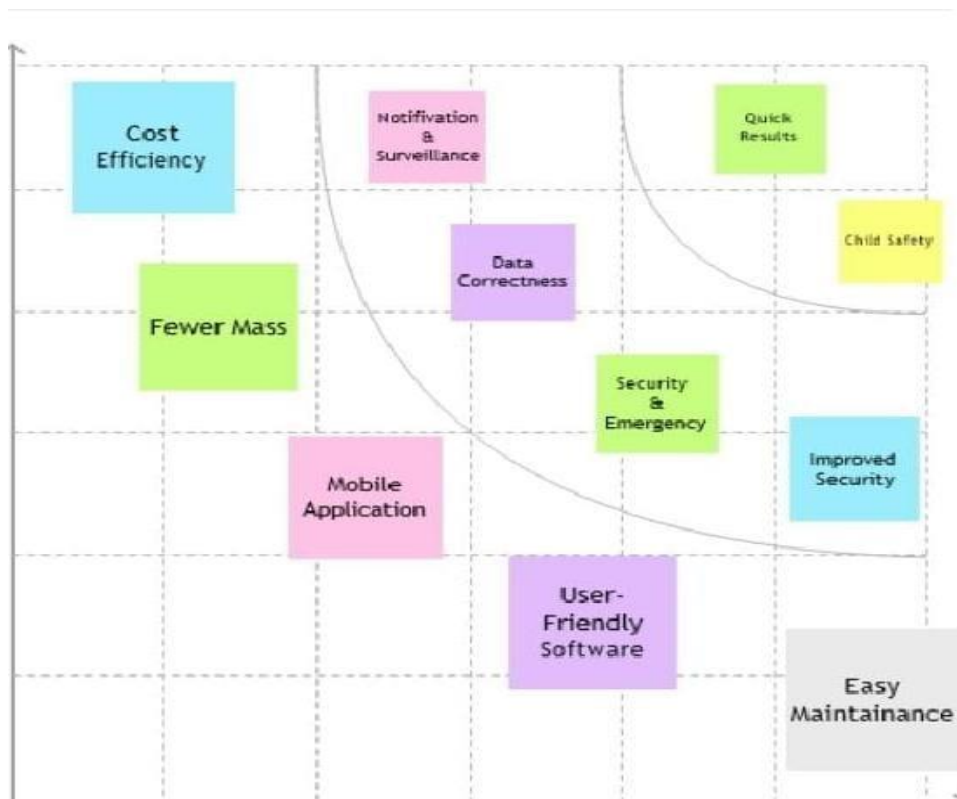 Cost
Efficiency
Notifivation
&
Surveillance
Quick
Results
Child Safety
Data
Correctness
Fewer Mass
Security
&
Emergency
Improved
Security
Mobile
Application
User-
Friendly
Software
Easy
Maintainance